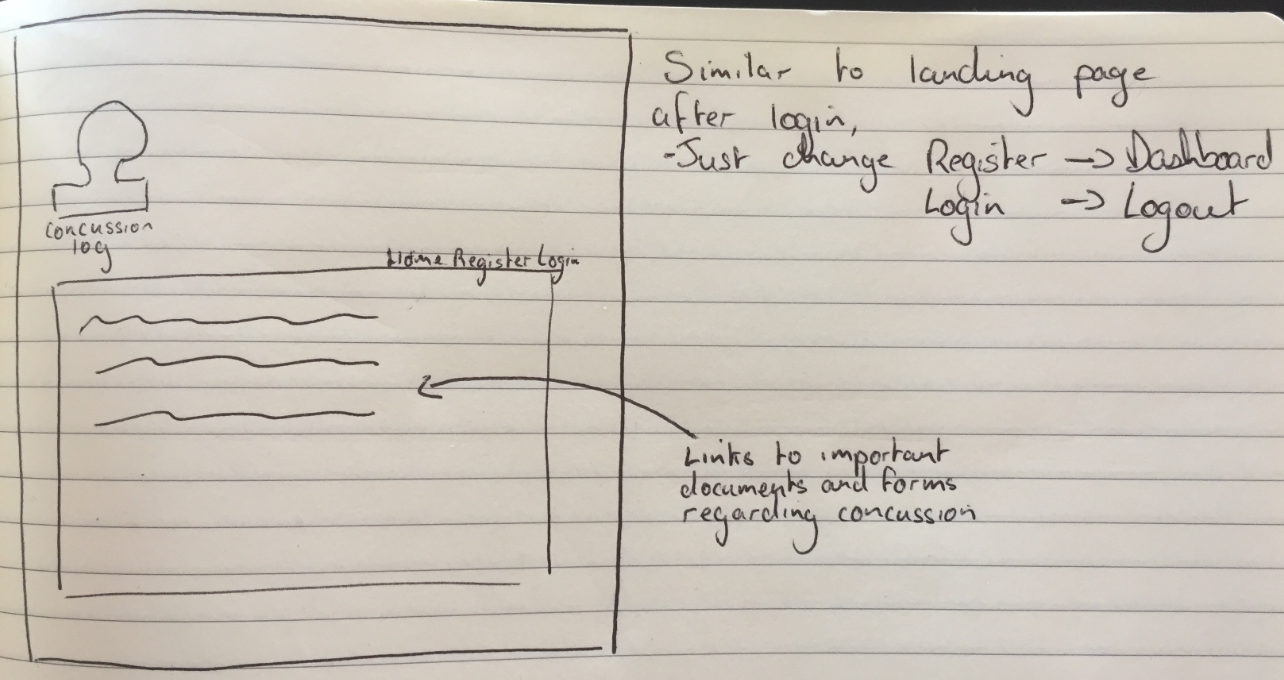 Similar to landing page
after login,
-Just change Register -> Dashboard
Login -> Logout
Concussion
log
Home Register Login
Links to important
documents and forms
regarding concussion